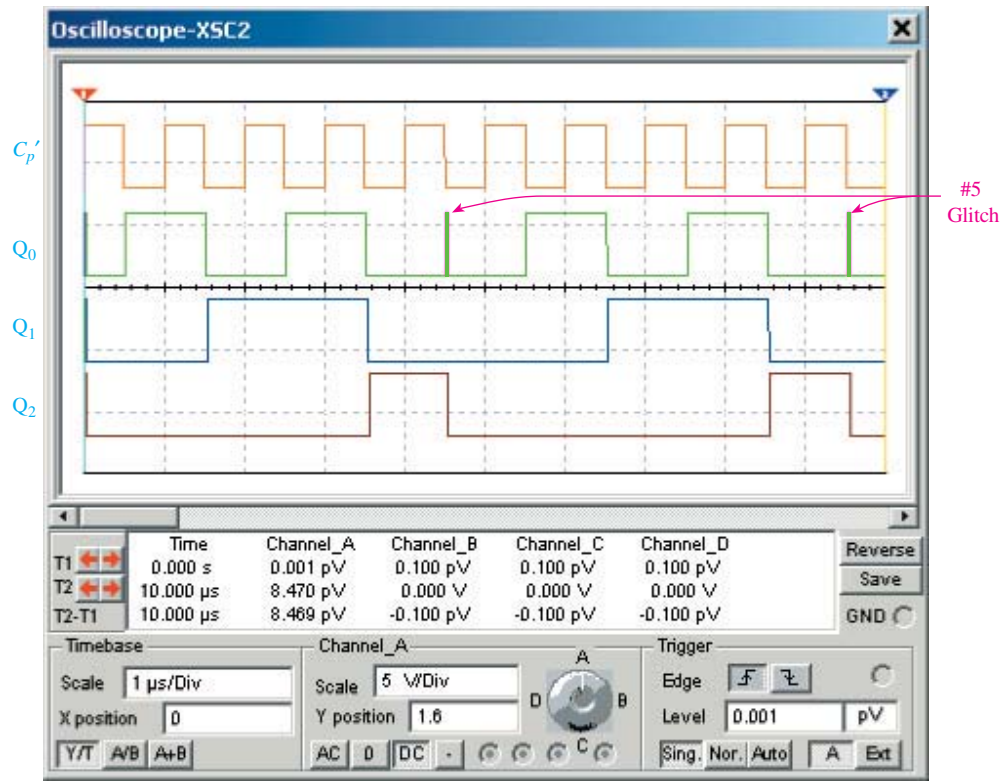 Oscilloscope-XSC2
Cp'
Q0
Q1
Q2
#5
Glitch
Time Channel_A Channel_B Channel_C Channel_D
T1 0.000 s 0.001 pV 0.100 pV 0.100 pV 0.100 pV
T2 10.000 µs 8.470 pV 0.000 V 0.000 V 0.000 V
T2-T1 10.000 µs 8.469 pV -0.100 pV -0.100 pV -0.100 pV
Reverse
Save
GND
Timebase
Scale 1 µs/Div
X position 0
Y/T A/B A+B
Channel_A
Scale 5 V/Div
Y position 1.6
AC 0 DC -
A
B
C
D
Trigger
Edge
Level 0.001 pV
Sing. Nor. Auto A Ext